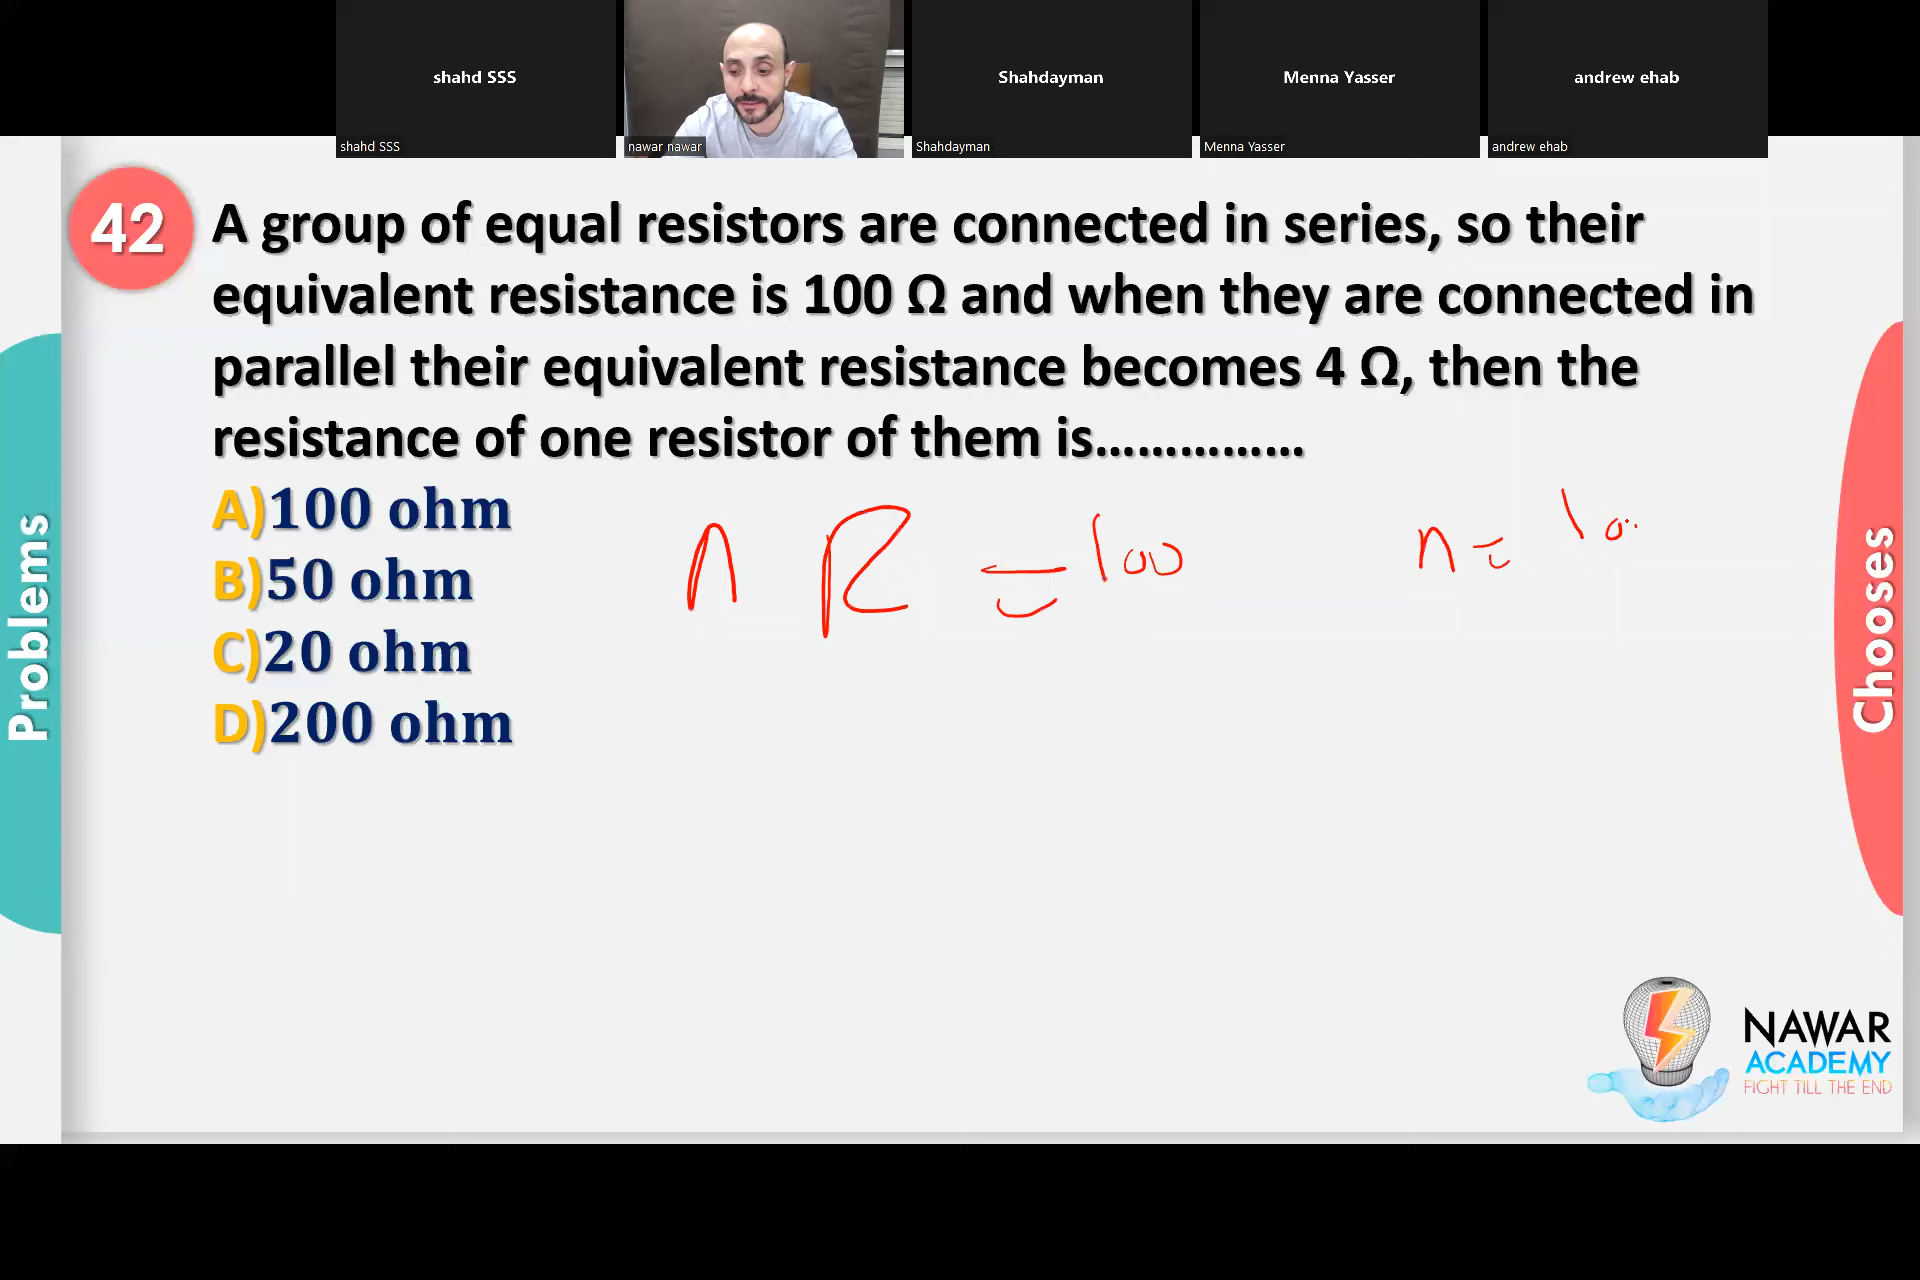 shahd SSS
Shahdayman
Menna Yasser
andrew ehab
shahd SSS
nawar nawar
Shahdayman
Menna Yasser
andrew ehab
42
A group of equal resistors are connected in series, so their
equivalent resistance is 100 Ω and when they are connected in
parallel their equivalent resistance becomes 4 Ω, then the
resistance of one resistor of them is...............
A)100 ohm
B)50 ohm
C)20 ohm
D)200 ohm
n R = 100
n = 10
Problems
Chooses
NAWAR
ACADEMY
FIGHT TILL THE END